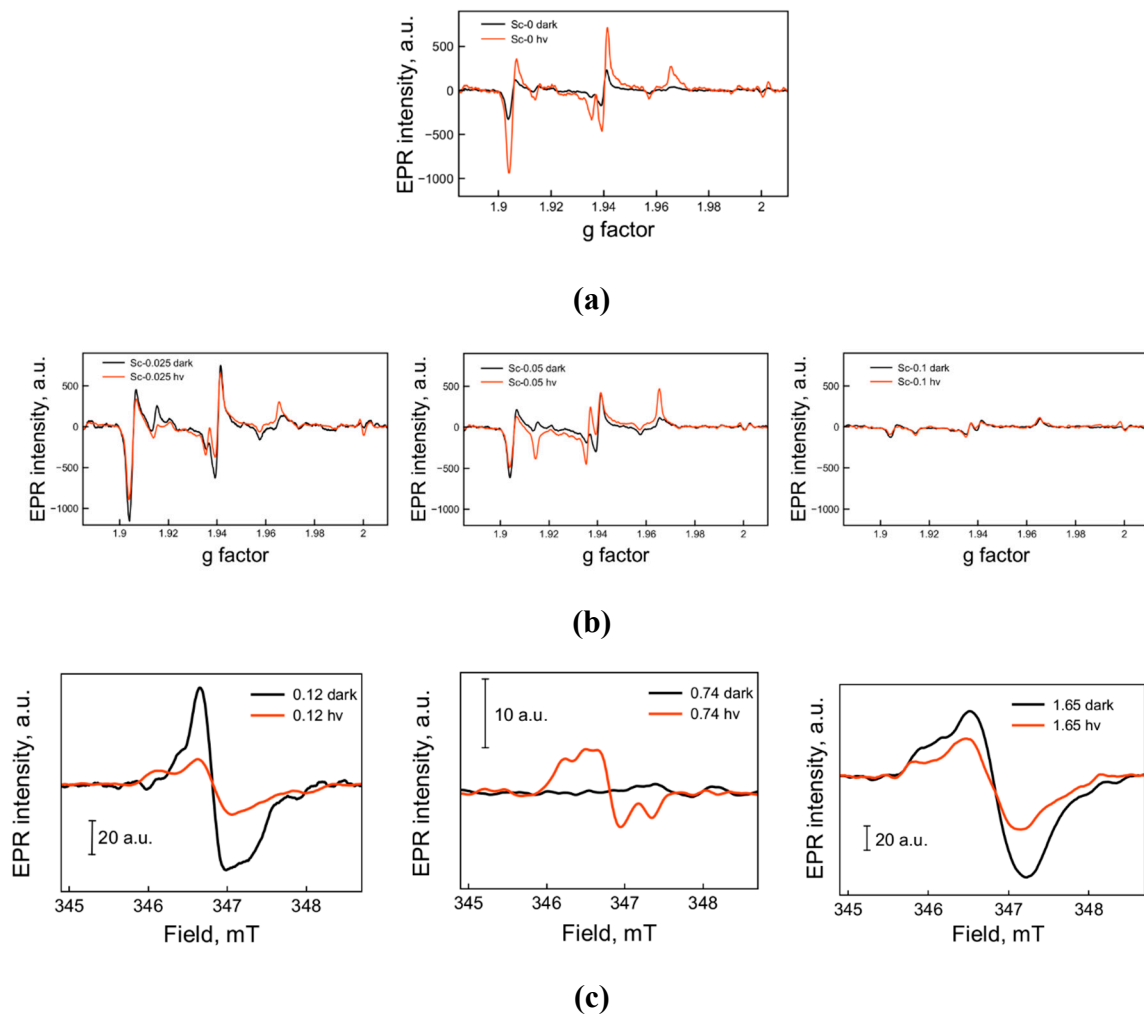 Sc-0 dark
Sc-0 hv
EPR intensity, a.u.
500
0
−500
−1000
1.9 1.92 1.94 1.96 1.98 2
g factor
(a)
Sc-0.025 dark
Sc-0.025 hv
EPR intensity, a.u.
500
0
−500
−1000
1.9 1.92 1.94 1.96 1.98 2
g factor
Sc-0.05 dark
Sc-0.05 hv
EPR intensity, a.u.
500
0
−500
−1000
1.9 1.92 1.94 1.96 1.98 2
g factor
Sc-0.1 dark
Sc-0.1 hv
EPR intensity, a.u.
500
0
−500
−1000
1.9 1.92 1.94 1.96 1.98 2
g factor
(b)
0.12 dark
0.12 hv
EPR intensity, a.u.
20 a.u.
345 346 347 348
Field, mT
0.74 dark
0.74 hv
EPR intensity, a.u.
10 a.u.
345 346 347 348
Field, mT
1.65 dark
1.65 hv
EPR intensity, a.u.
20 a.u.
345 346 347 348
Field, mT
(c)